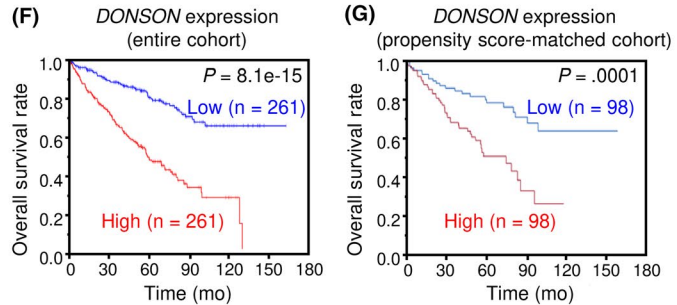 (F)
DONSON expression
(entire cohort)
P = 8.1e-15
Low (n = 261)
High (n = 261)
Overall survival rate
1.0
0.8
0.6
0.4
0.2
0.0
0 30 60 90 120 150 180
Time (mo)
(G)
DONSON expression
(propensity score-matched cohort)
P = .0001
Low (n = 98)
High (n = 98)
Overall survival rate
1.0
0.8
0.6
0.4
0.2
0.0
0 30 60 90 120 150 180
Time (mo)